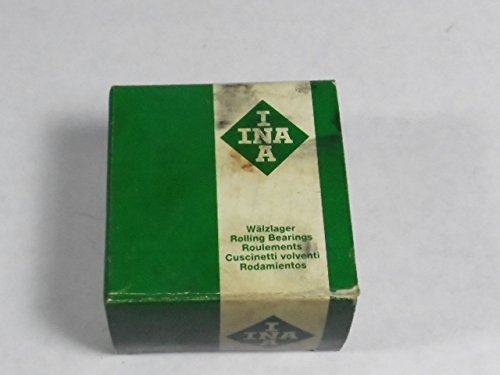 I
INA
A
Wälzlager
Rolling Bearings
Roulements
Cuscinetti volventi
Rodamientos
I
INA
A